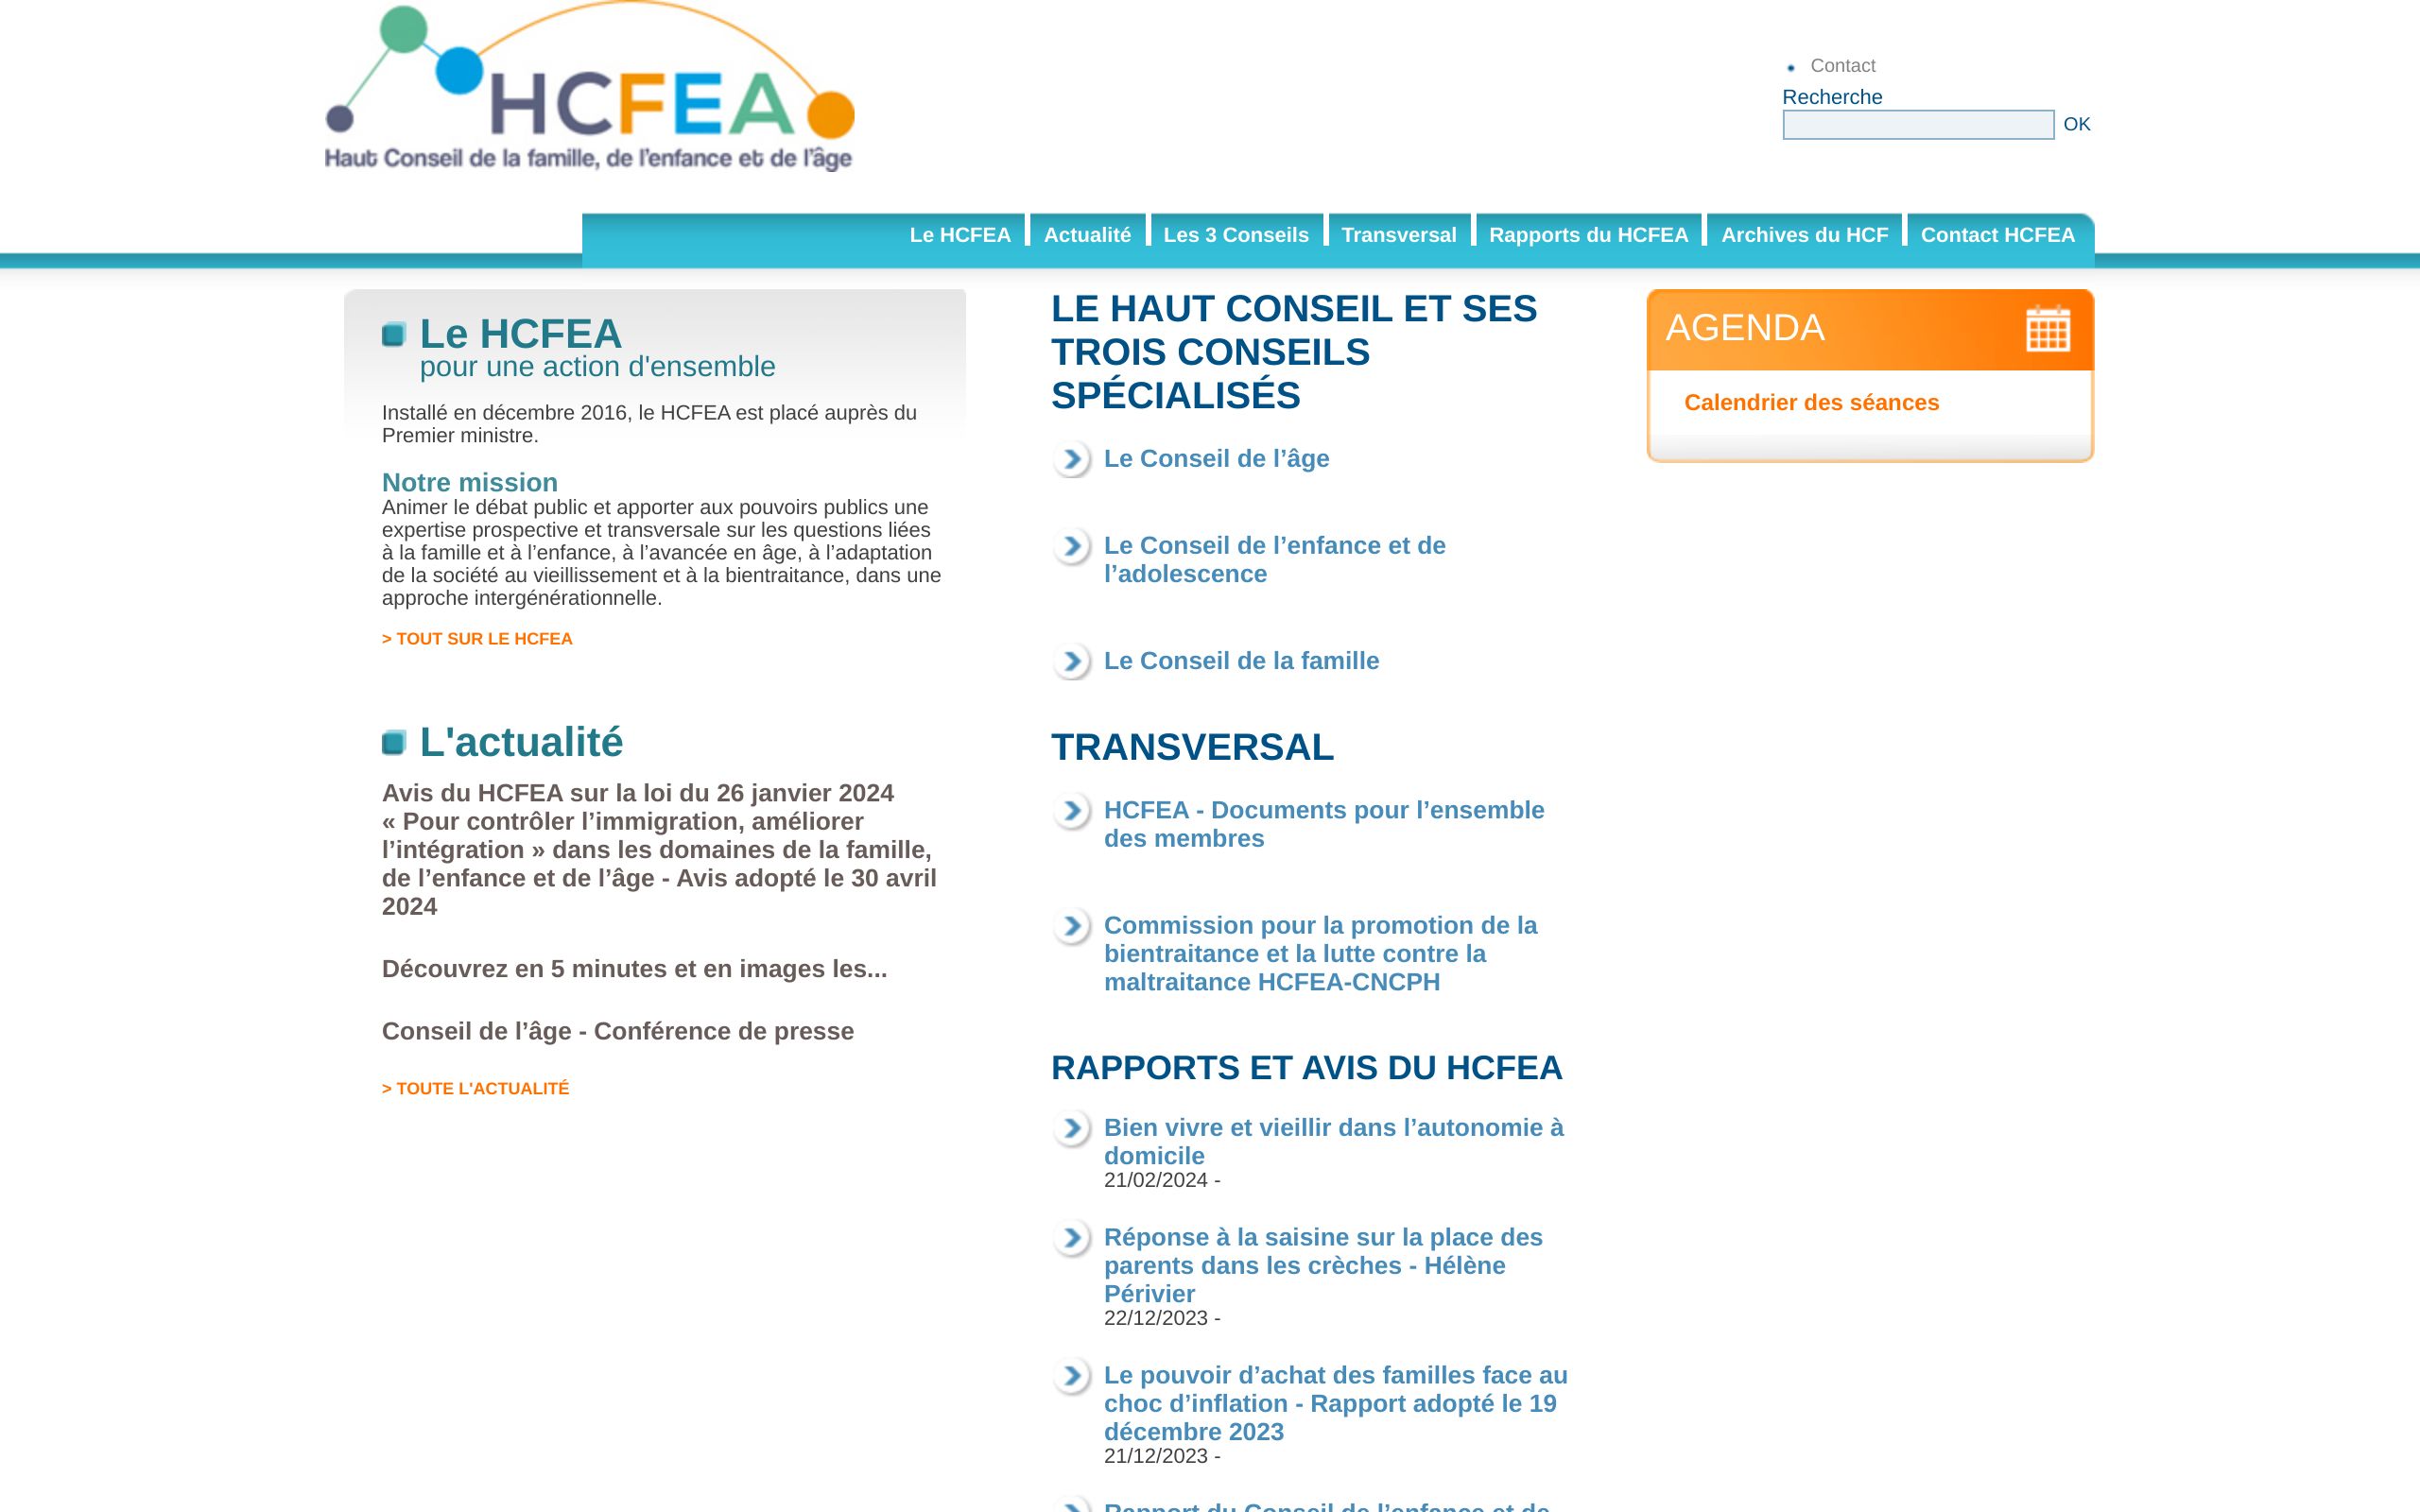 HCFEA
Haut Conseil de la famille, de l'enfance et de l'âge
Contact
Recherche
OK
Le HCFEA
Actualité
Les 3 Conseils
Transversal
Rapports du HCFEA
Archives du HCF
Contact HCFEA
Le HCFEA
pour une action d'ensemble
Installé en décembre 2016, le HCFEA est placé auprès du
Premier ministre.
Notre mission
Animer le débat public et apporter aux pouvoirs publics une
expertise prospective et transversale sur les questions liées
à la famille et à l’enfance, à l’avancée en âge, à l’adaptation
de la société au vieillissement et à la bientraitance, dans une
approche intergénérationnelle.
> TOUT SUR LE HCFEA
L'actualité
Avis du HCFEA sur la loi du 26 janvier 2024
« Pour contrôler l’immigration, améliorer
l’intégration » dans les domaines de la famille,
de l’enfance et de l’âge - Avis adopté le 30 avril
2024
Découvrez en 5 minutes et en images les...
Conseil de l’âge - Conférence de presse
> TOUTE L'ACTUALITÉ
LE HAUT CONSEIL ET SES
TROIS CONSEILS
SPÉCIALISÉS
Le Conseil de l’âge
Le Conseil de l’enfance et de
l’adolescence
Le Conseil de la famille
TRANSVERSAL
HCFEA - Documents pour l’ensemble
des membres
Commission pour la promotion de la
bientraitance et la lutte contre la
maltraitance HCFEA-CNCPH
RAPPORTS ET AVIS DU HCFEA
Bien vivre et vieillir dans l’autonomie à
domicile
21/02/2024 -
Réponse à la saisine sur la place des
parents dans les crèches - Hélène
Périvier
22/12/2023 -
Le pouvoir d’achat des familles face au
choc d’inflation - Rapport adopté le 19
décembre 2023
21/12/2023 -
Rapport du Conseil de l’enfance et de
AGENDA
Calendrier des séances